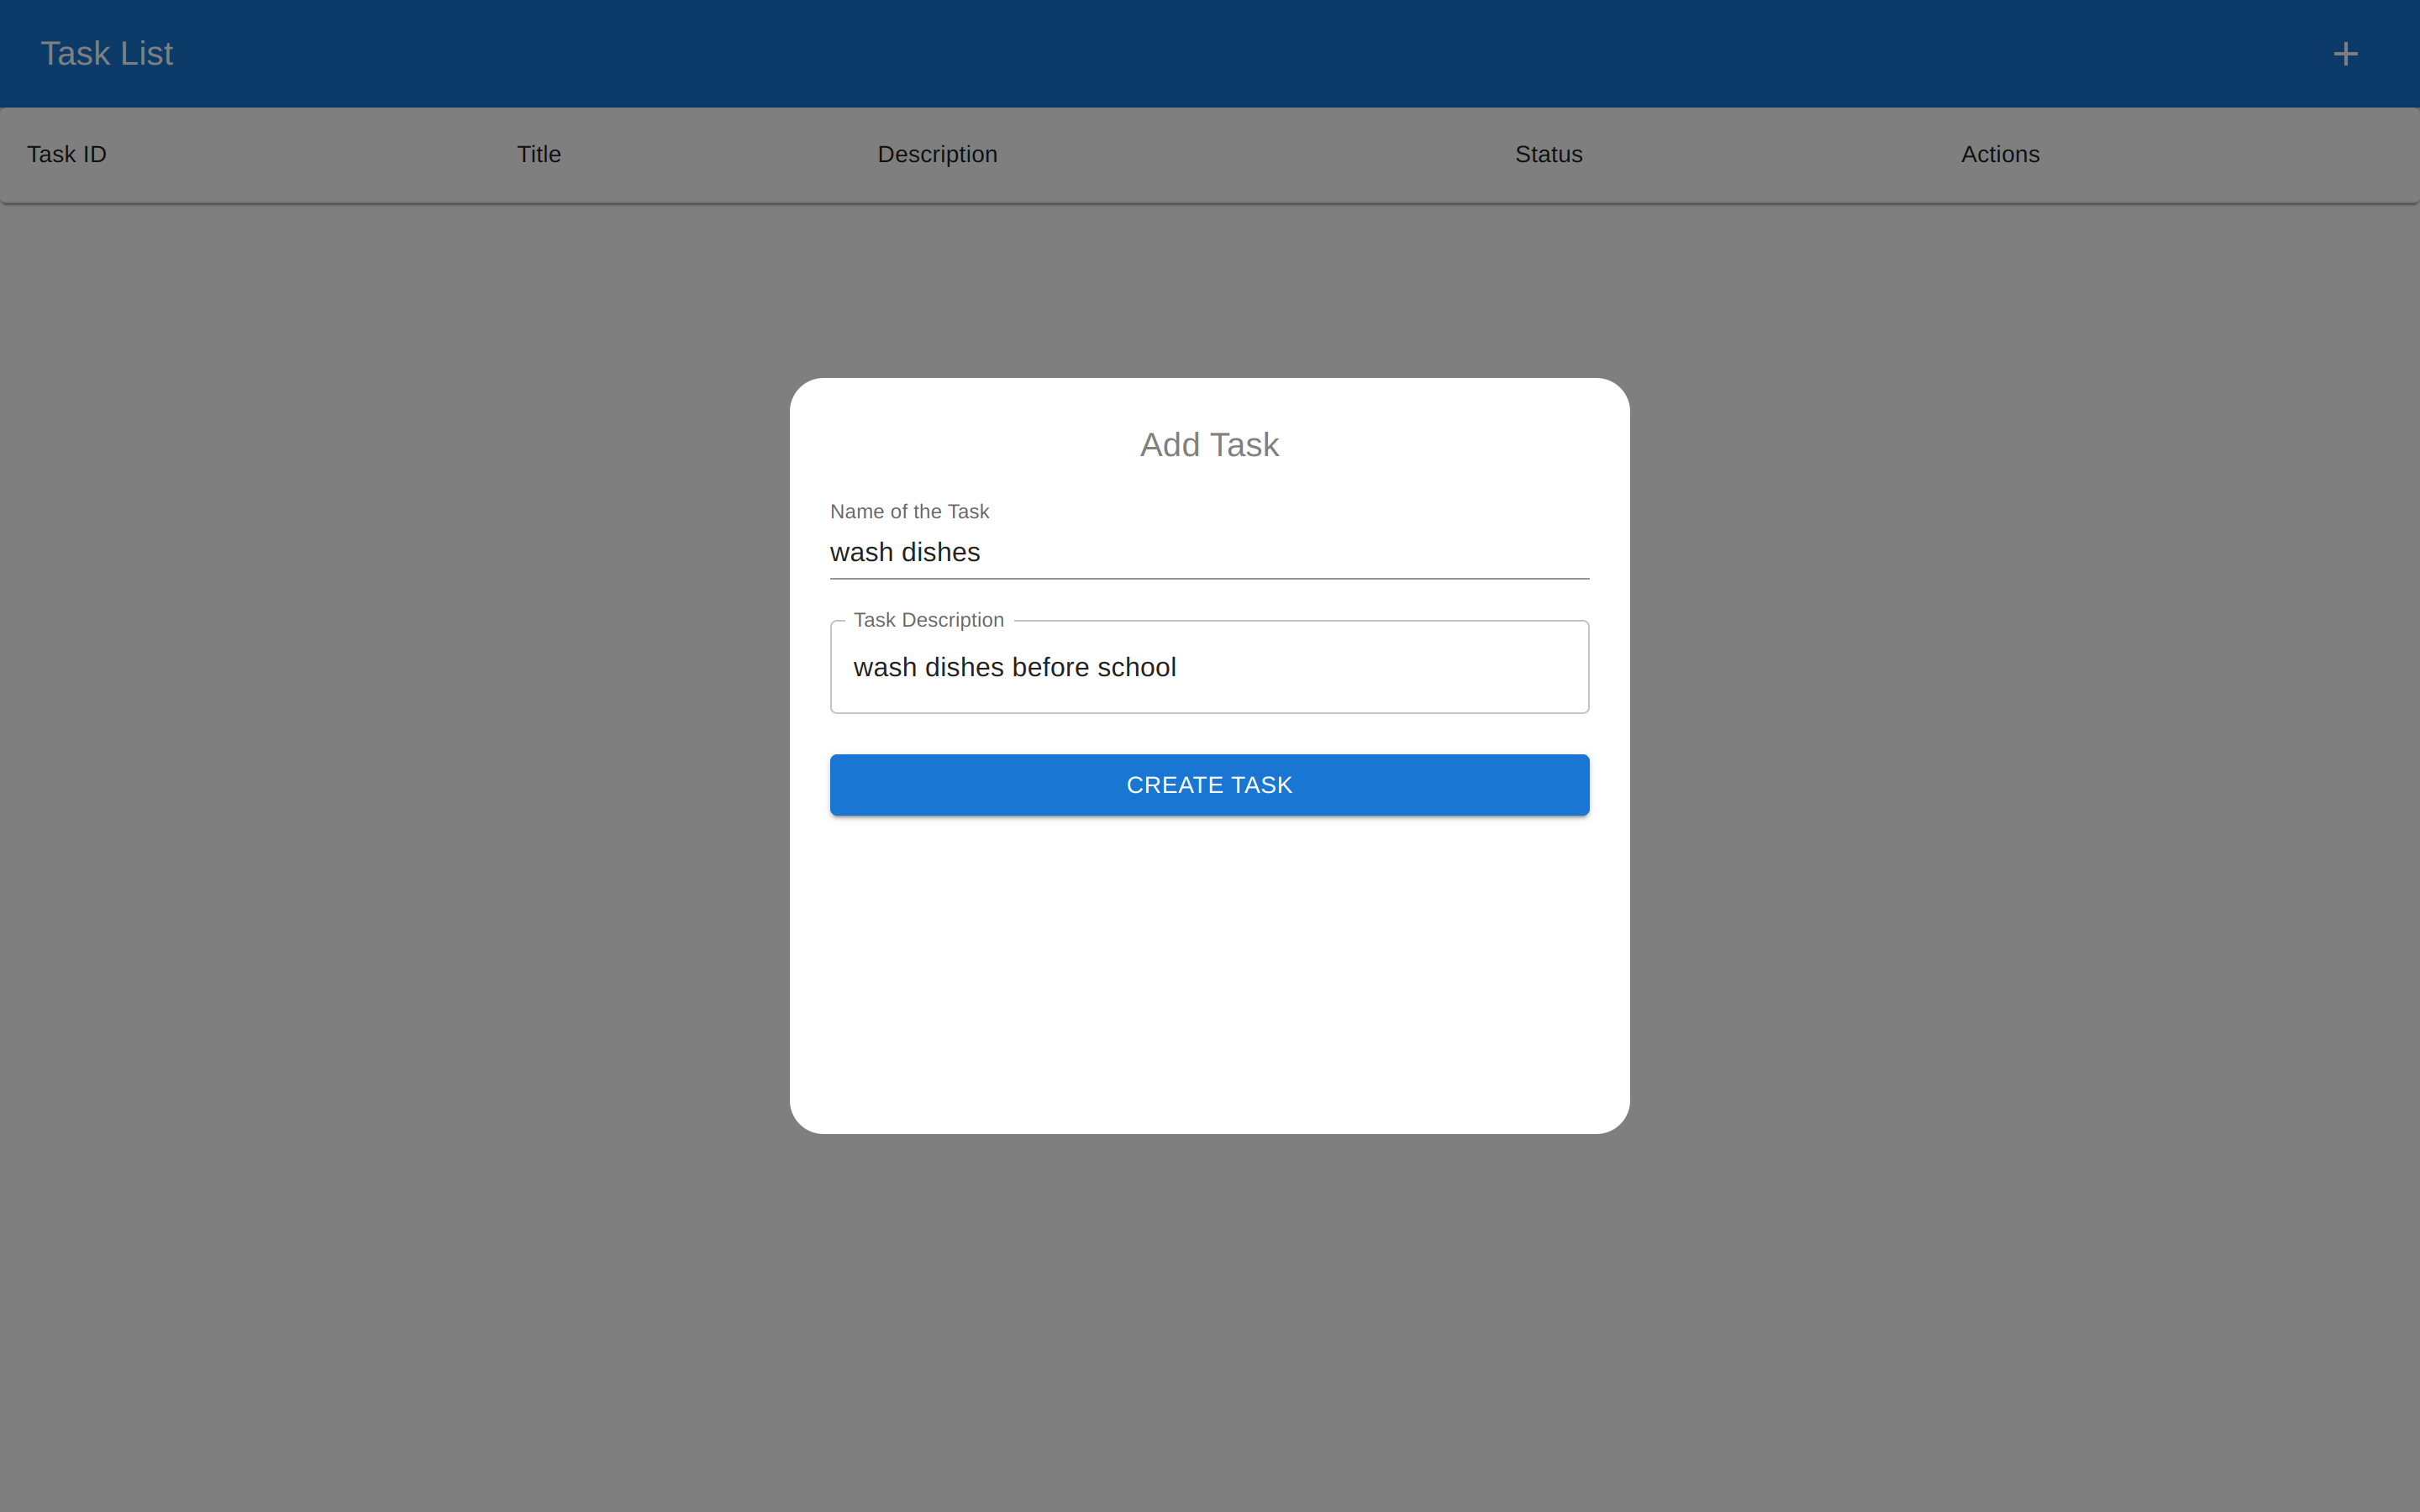 Task List
Task ID Title Description Status Actions
Add Task
Name of the Task
wash dishes
Task Description
wash dishes before school
CREATE TASK